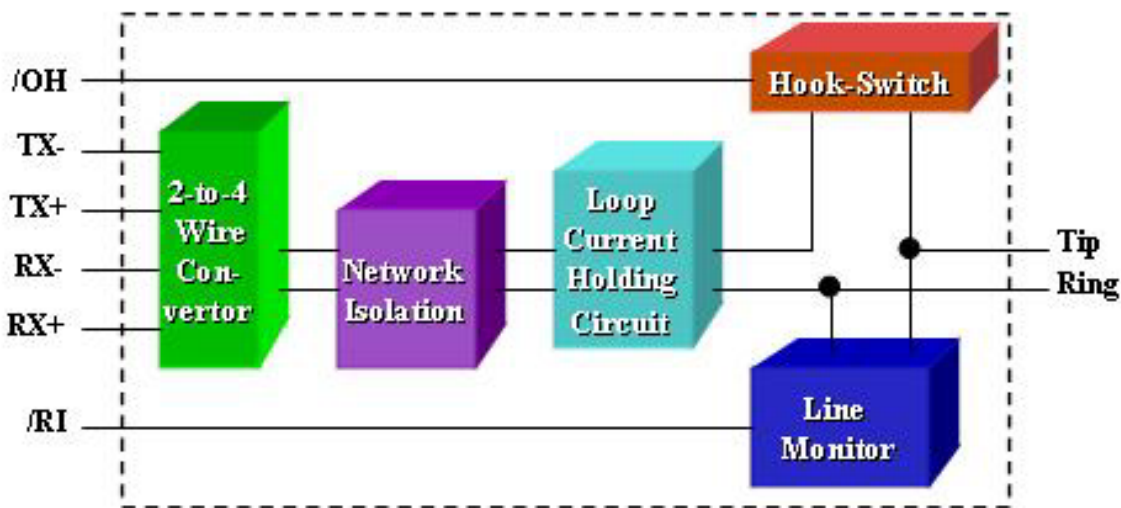 /OH
Hook-Switch
TX-
TX+
RX-
RX+
2-to-4
Wire
Con-
vertor
Network
Isolation
Loop
Current
Holding
Circuit
Tip
Ring
/RI
Line
Monitor